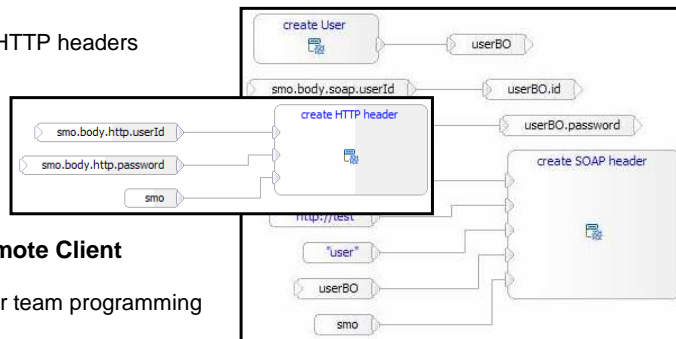 HTTP headers
create User
userBO
smo.body.soap.userId
userBO.id
create HTTP header
smo.body.http.userId
userBO.password
smo.body.http.password
create SOAP header
smo
http://test
"user"
mote Client
userBO
r team programming
smo